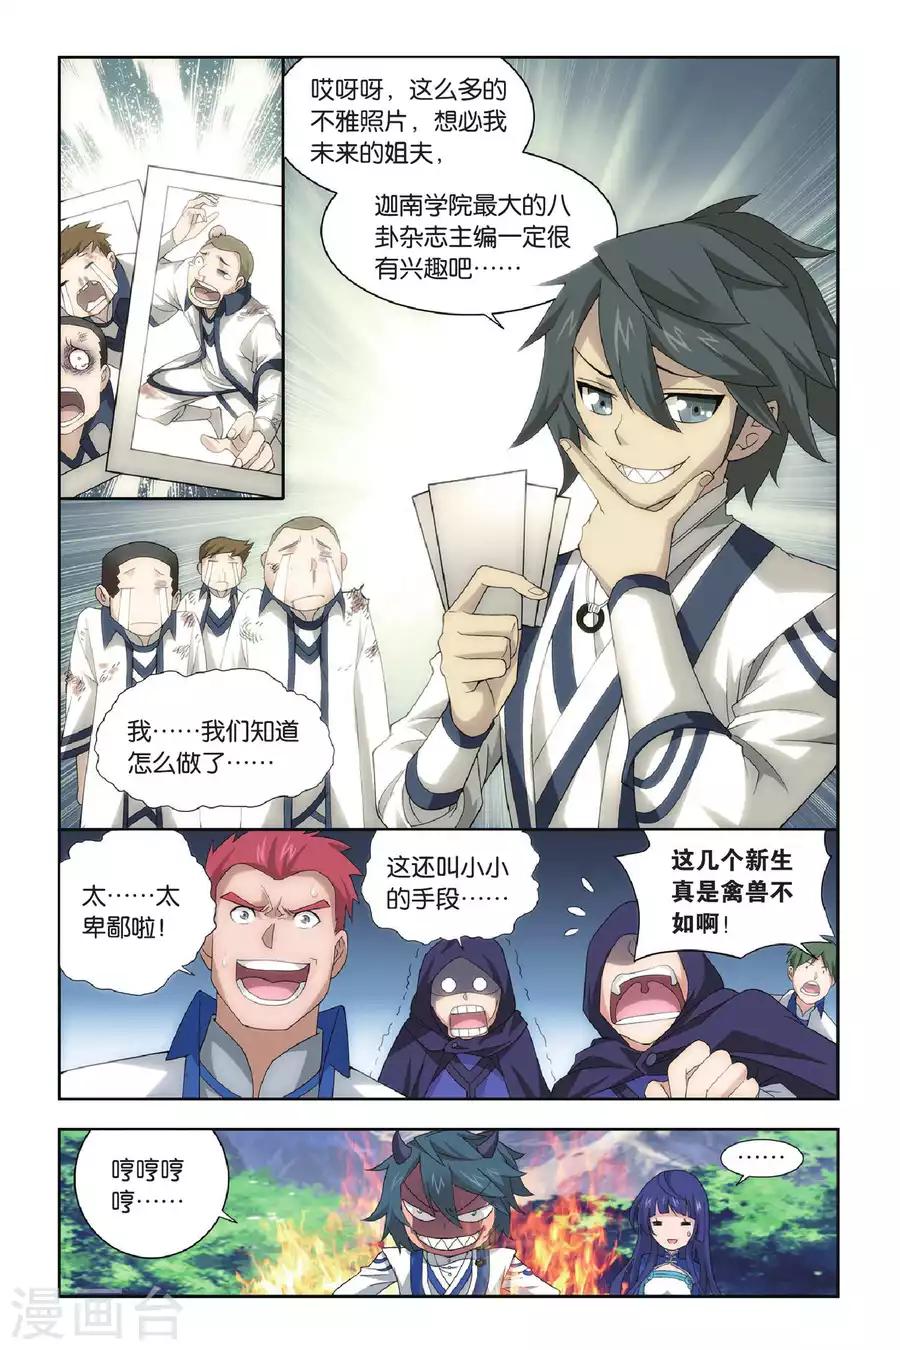 哎呀呀，这么多的
不雅照片，想必我
未来的姐夫，
迦南学院最大的八
卦杂志主编一定很
有兴趣吧……
我……我们知道
怎么做了……
太……太
卑鄙啦！
这还叫小小
的手段……
这几个新生
真是禽兽不
如啊！
哼哼哼
哼……
……
漫画台